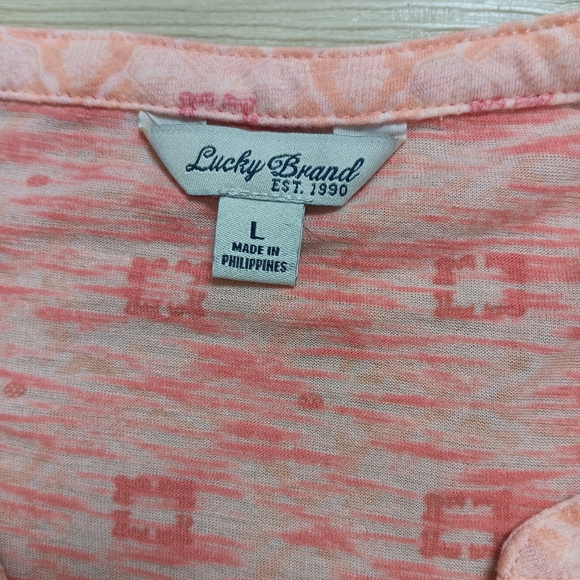 Lucky Brand
EST. 1990
L
MADE IN
PHILIPPINES